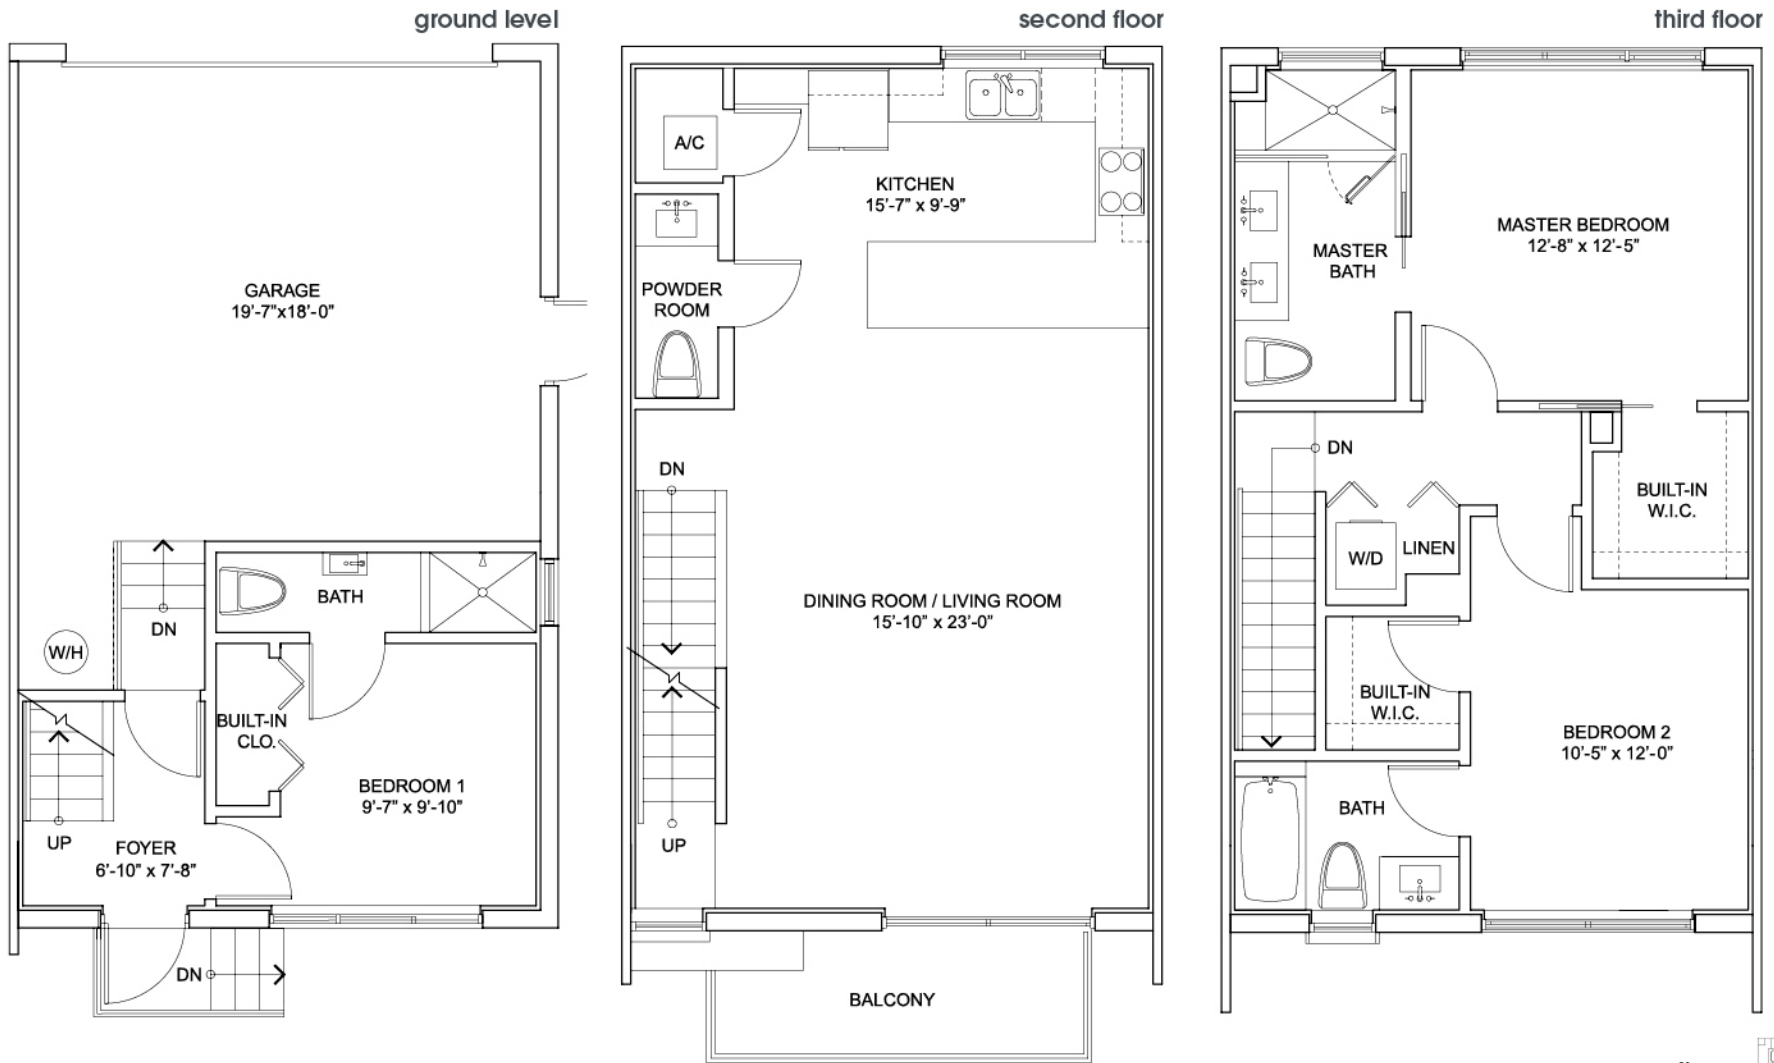 ground level
GARAGE
19'-7"x18'-0"
DN
W/H
BATH
BUILT-IN
CLO.
BEDROOM 1
9'-7" x 9'-10"
UP
FOYER
6'-10" x 7'-8"
DN
second floor
A/C
KITCHEN
15'-7" x 9'-9"
POWDER
ROOM
DN
DINING ROOM / LIVING ROOM
15'-10" x 23'-0"
UP
BALCONY
third floor
MASTER BEDROOM
12'-8" x 12'-5"
MASTER
BATH
DN
BUILT-IN
W.I.C.
W/D
LINEN
BUILT-IN
W.I.C.
BEDROOM 2
10'-5" x 12'-0"
BATH